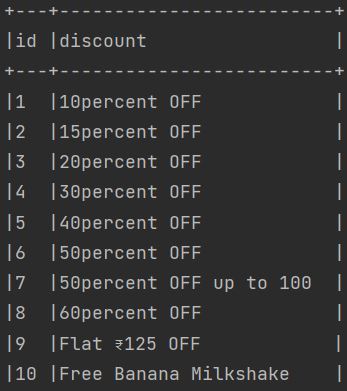 +---+--------------------------+
|id |discount                  |
+---+--------------------------+
|1  |10percent OFF             |
|2  |15percent OFF             |
|3  |20percent OFF             |
|4  |30percent OFF             |
|5  |40percent OFF             |
|6  |50percent OFF             |
|7  |50percent OFF up to 100   |
|8  |60percent OFF             |
|9  |Flat ₹125 OFF             |
|10 |Free Banana Milkshake     |